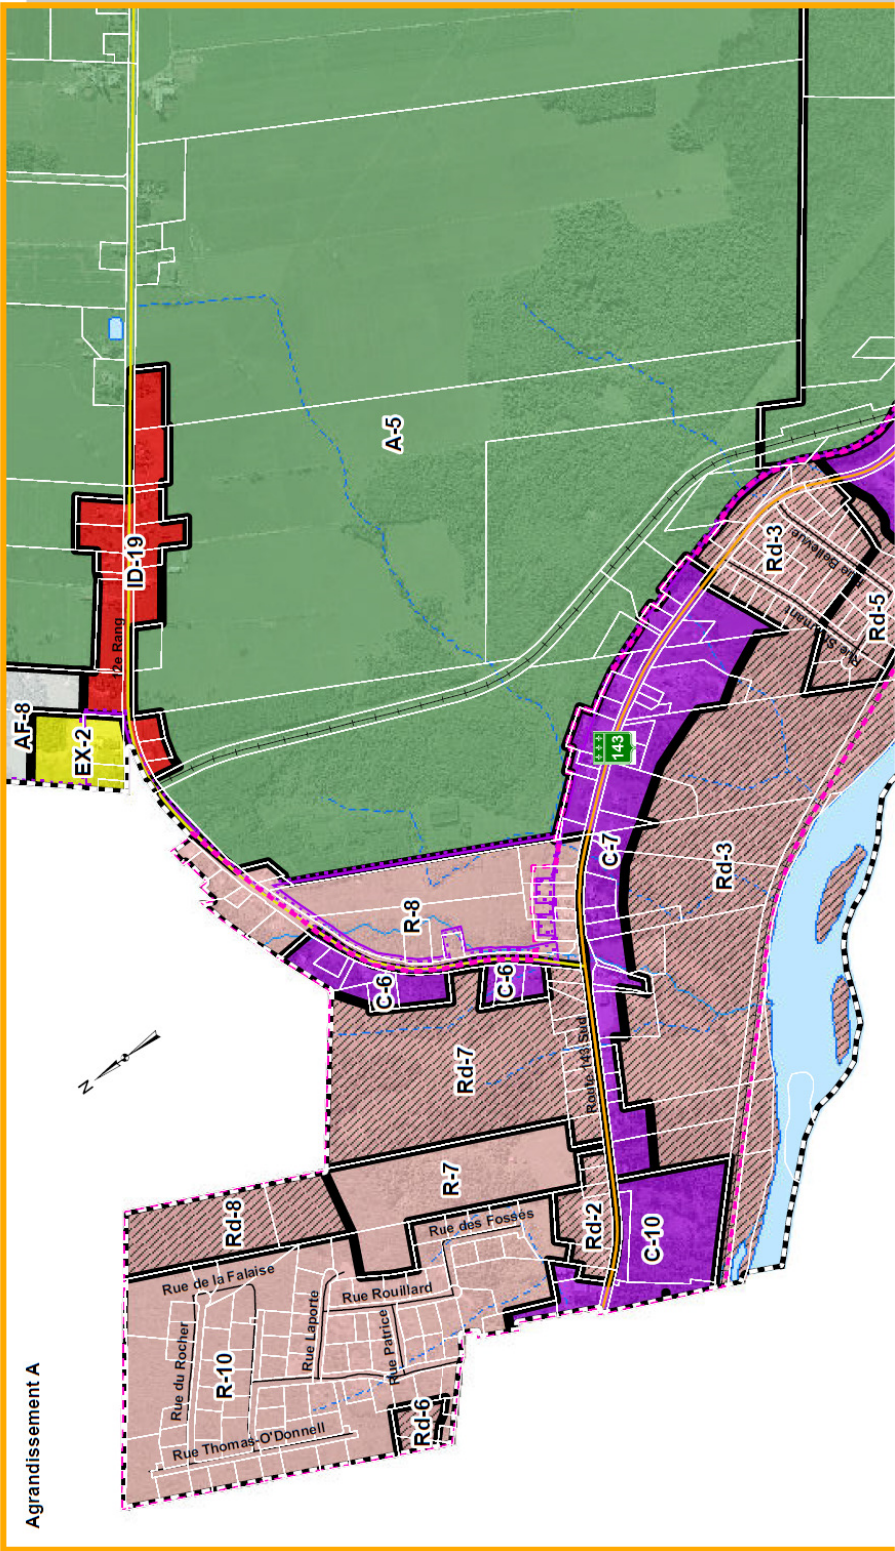 Agrandissement A
N
AF-8
EX-2
12e Rang
ID-19
A-5
R-8
C-6
C-6
Rd-7
Route 143 Sud
143
C-7
Rd-3
Rd-3
Rue Bellevue
Rd-5
Rd-8
R-7
Rd-2
C-10
Rue de la Falaise
Rue des Fossés
Rue Rouillard
Rue Laporte
Rue Patrice
Rue du Rocher
R-10
Rue Thomas-O'Donnell
Rd-6